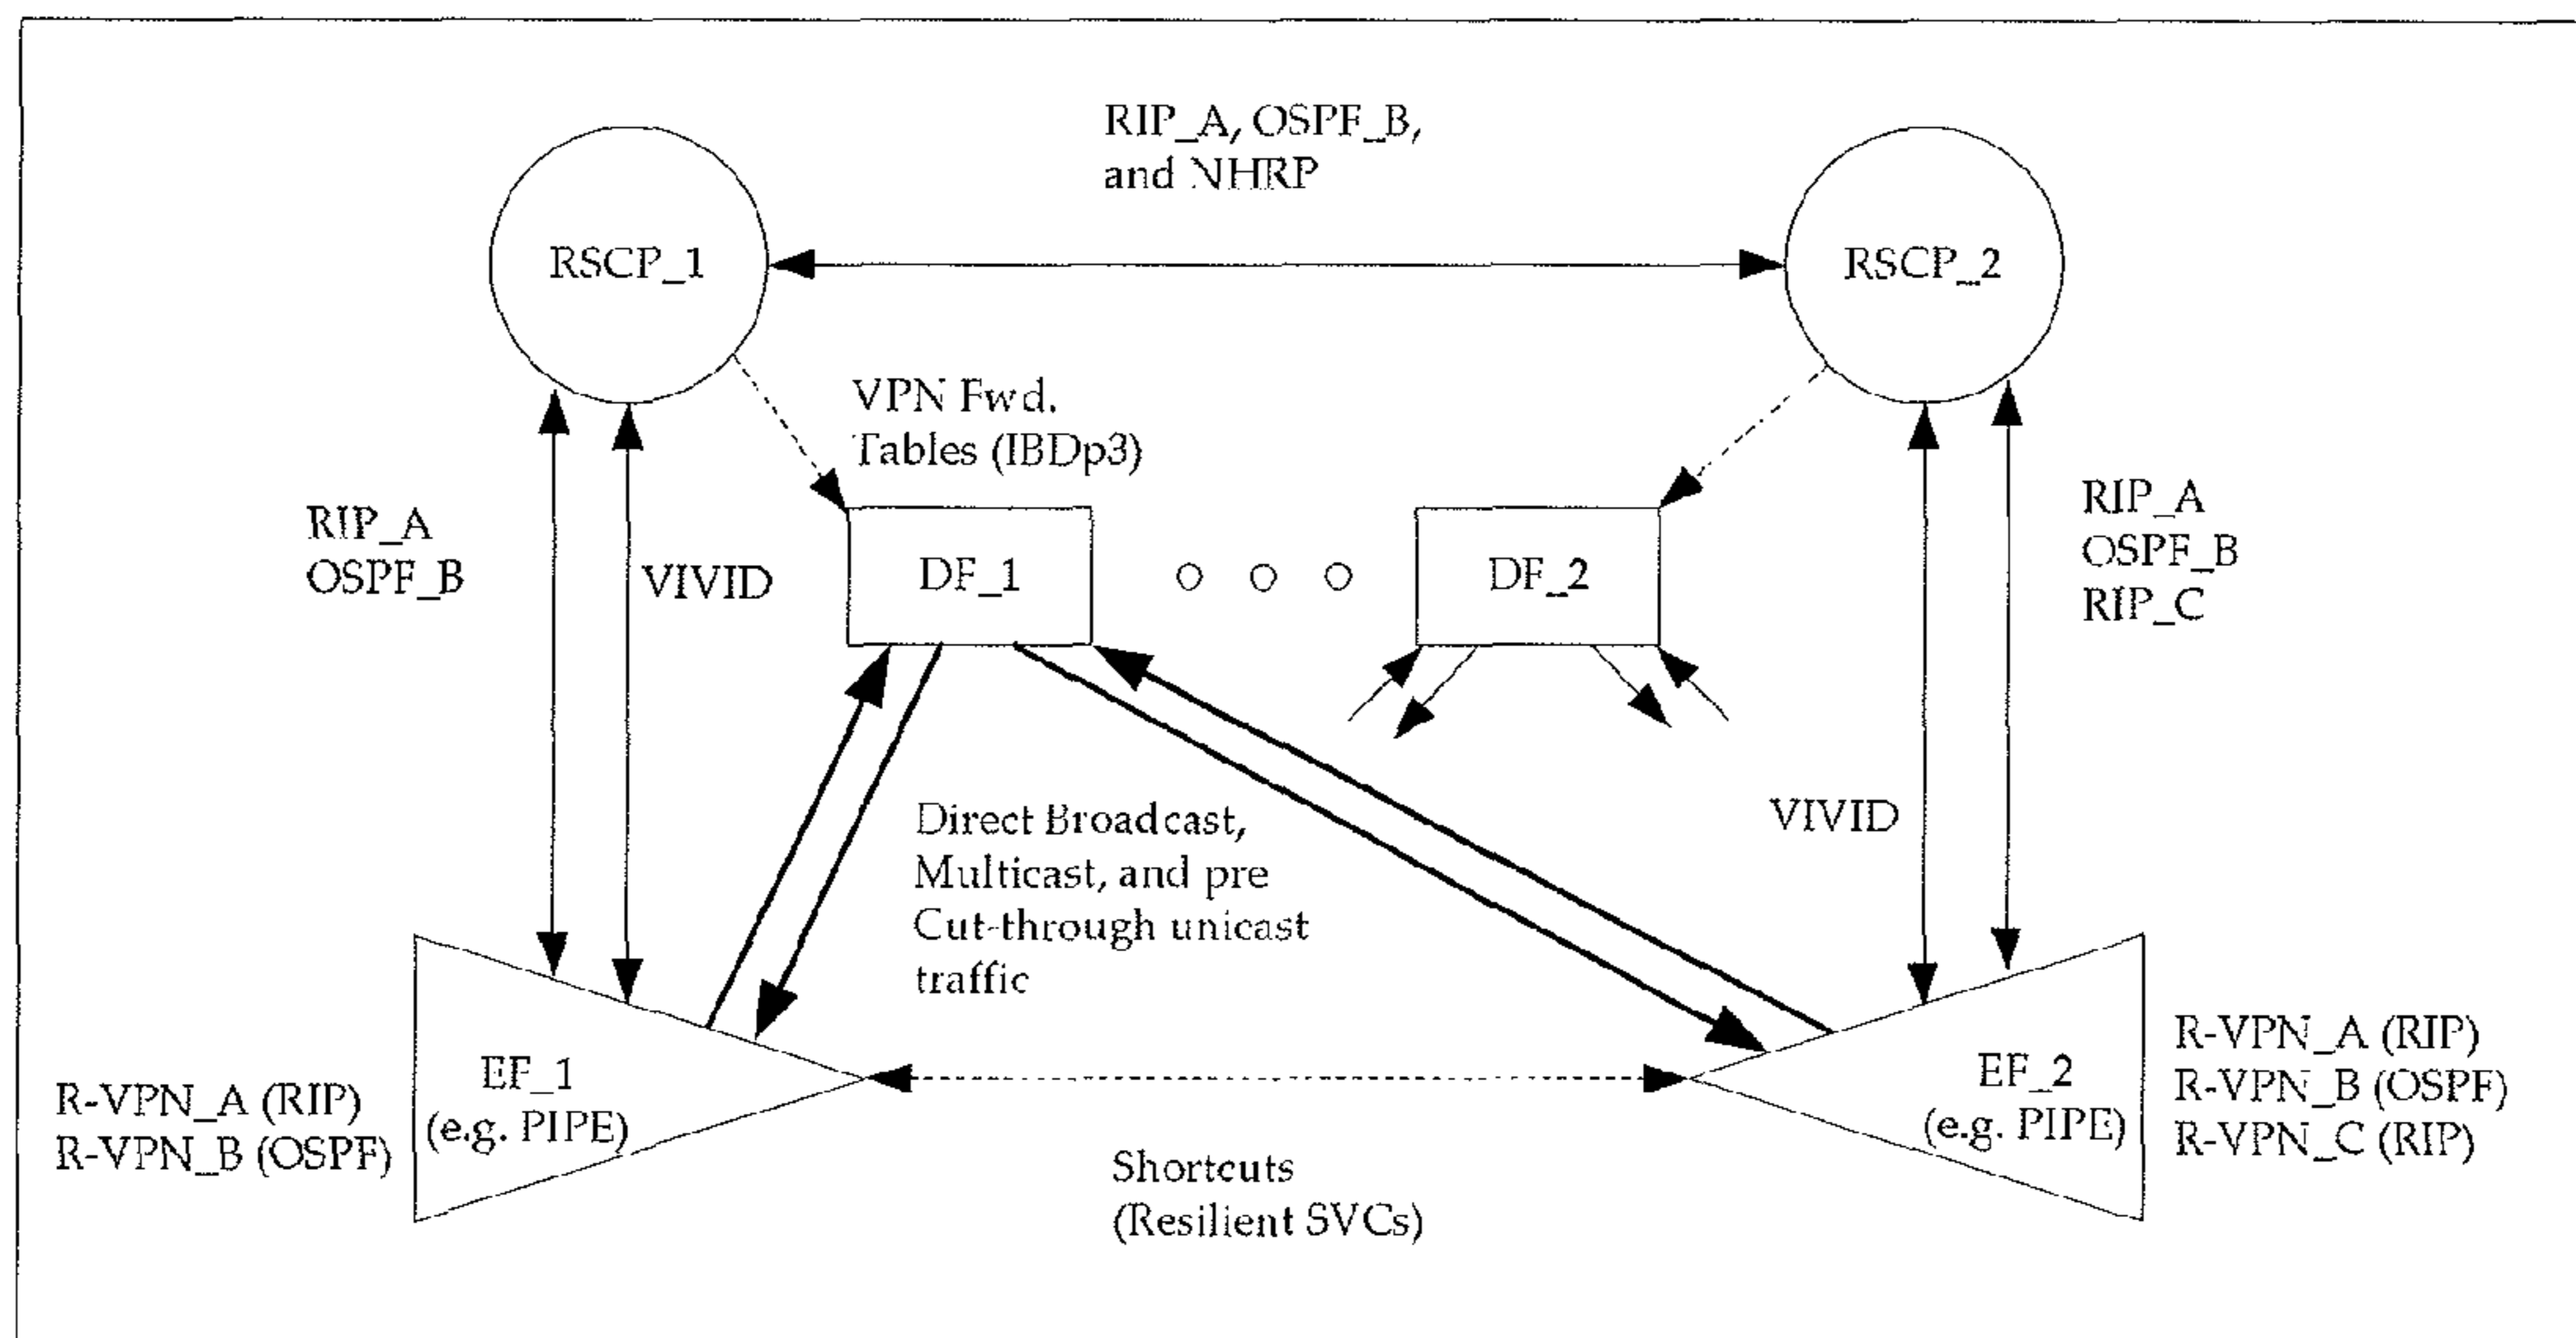 RIP_A, OSPF_B,
and NHRP
RSCP_1
RSCP_2
VPN Fwd.
Tables (IBDp3)
RIP_A
OSPF_B
VIVID
DF_1
DF_2
RIP_A
OSPF_B
RIP_C
VIVID
Direct Broadcast,
Multicast, and pre
Cut-through unicast
traffic
R-VPN_A (RIP)
R-VPN_B (OSPF)
EF_1
(e.g. PIPE)
EF_2
(e.g. PIPE)
R-VPN_A (RIP)
R-VPN_B (OSPF)
R-VPN_C (RIP)
Shortcuts
(Resilient SVCs)